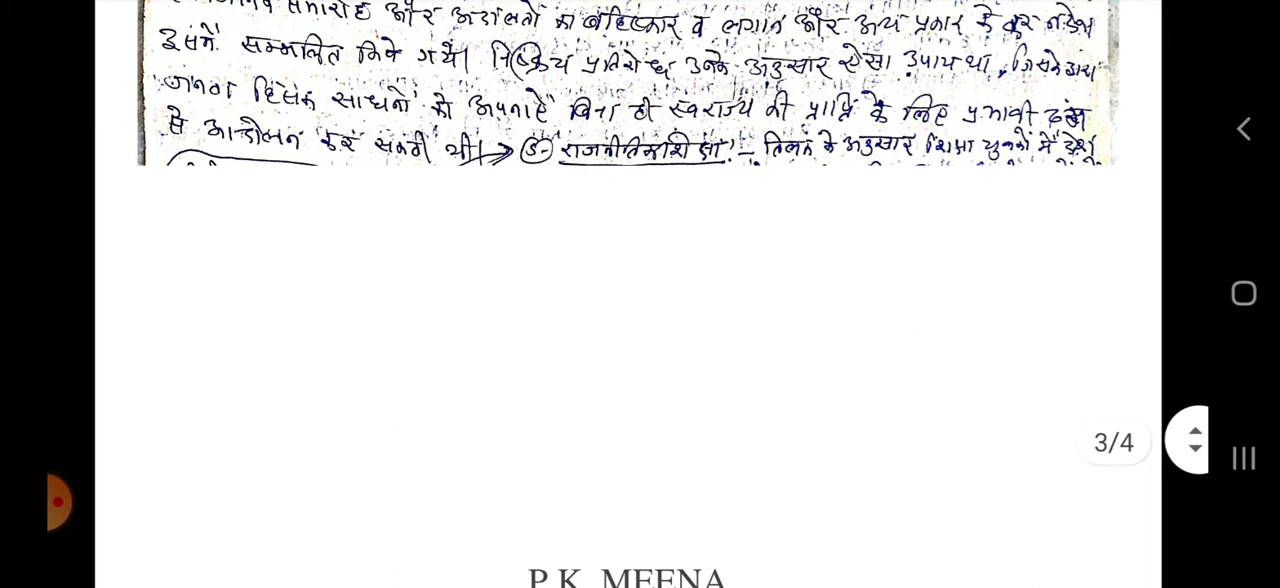 समारोह और अदालतों का बहिष्कार व लगान और अन्य प्रकार के कर न देना
इसमें सम्मलित किये गये। निष्क्रिय प्रतिरोध उनके अनुसार ऐसा उपाय था, जिसके द्वारा
जनता हिंसक साधनों को अपनाऐं बिना ही स्वराज्य की प्राप्ति के लिए प्रभावी ढंग
से आन्दोलन कर सकती थी। → ⑤- राजनीतिक शिक्षा:- तिलक के अनुसार शिक्षा युवकों में
3/4
P.K. MEENA